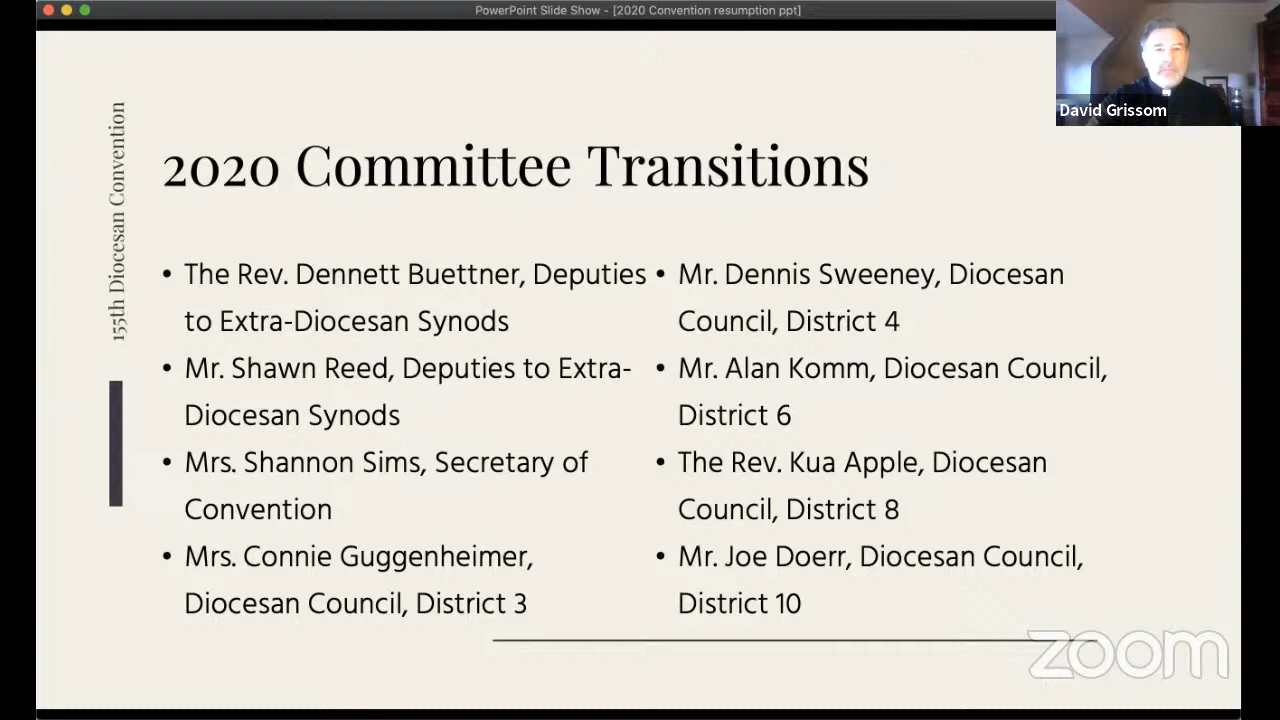 PowerPoint Slide Show - [2020 Convention resumption ppt]
David Grissom
155th Diocesan Convention
2020 Committee Transitions
• The Rev. Dennett Buettner, Deputies
to Extra-Diocesan Synods
• Mr. Shawn Reed, Deputies to Extra-
Diocesan Synods
• Mrs. Shannon Sims, Secretary of
Convention
• Mrs. Connie Guggenheimer,
Diocesan Council, District 3
• Mr. Dennis Sweeney, Diocesan
Council, District 4
• Mr. Alan Komm, Diocesan Council,
District 6
• The Rev. Kua Apple, Diocesan
Council, District 8
• Mr. Joe Doerr, Diocesan Council,
District 10
zoom